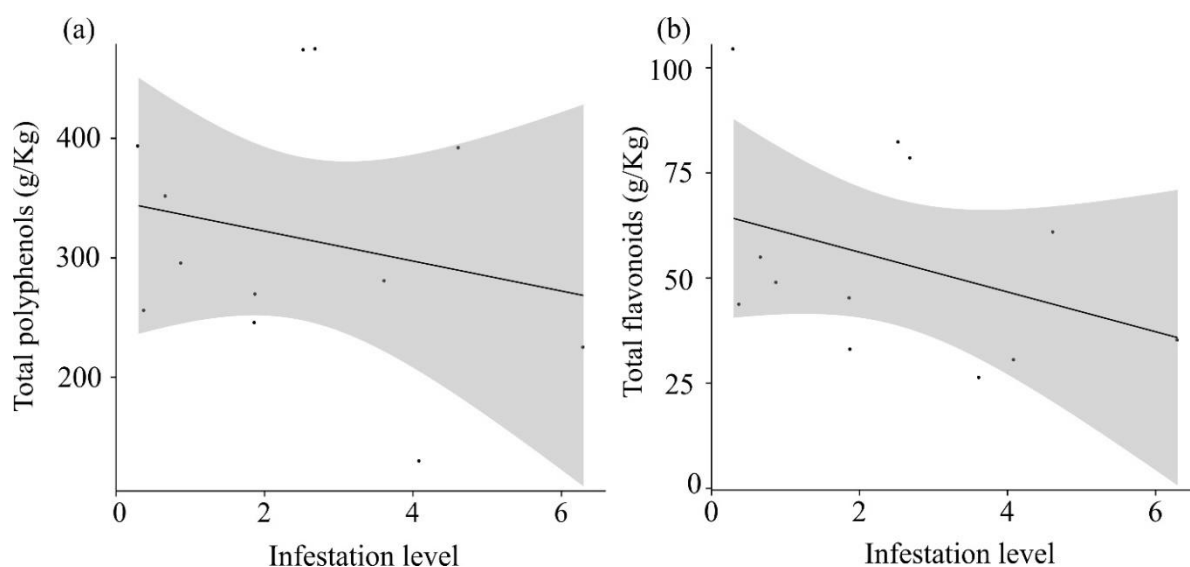 (a)
Total polyphenols (g/Kg)
400
300
200
0 2 4 6
Infestation level
(b)
Total flavonoids (g/Kg)
100
75
50
25
0
0 2 4 6
Infestation level